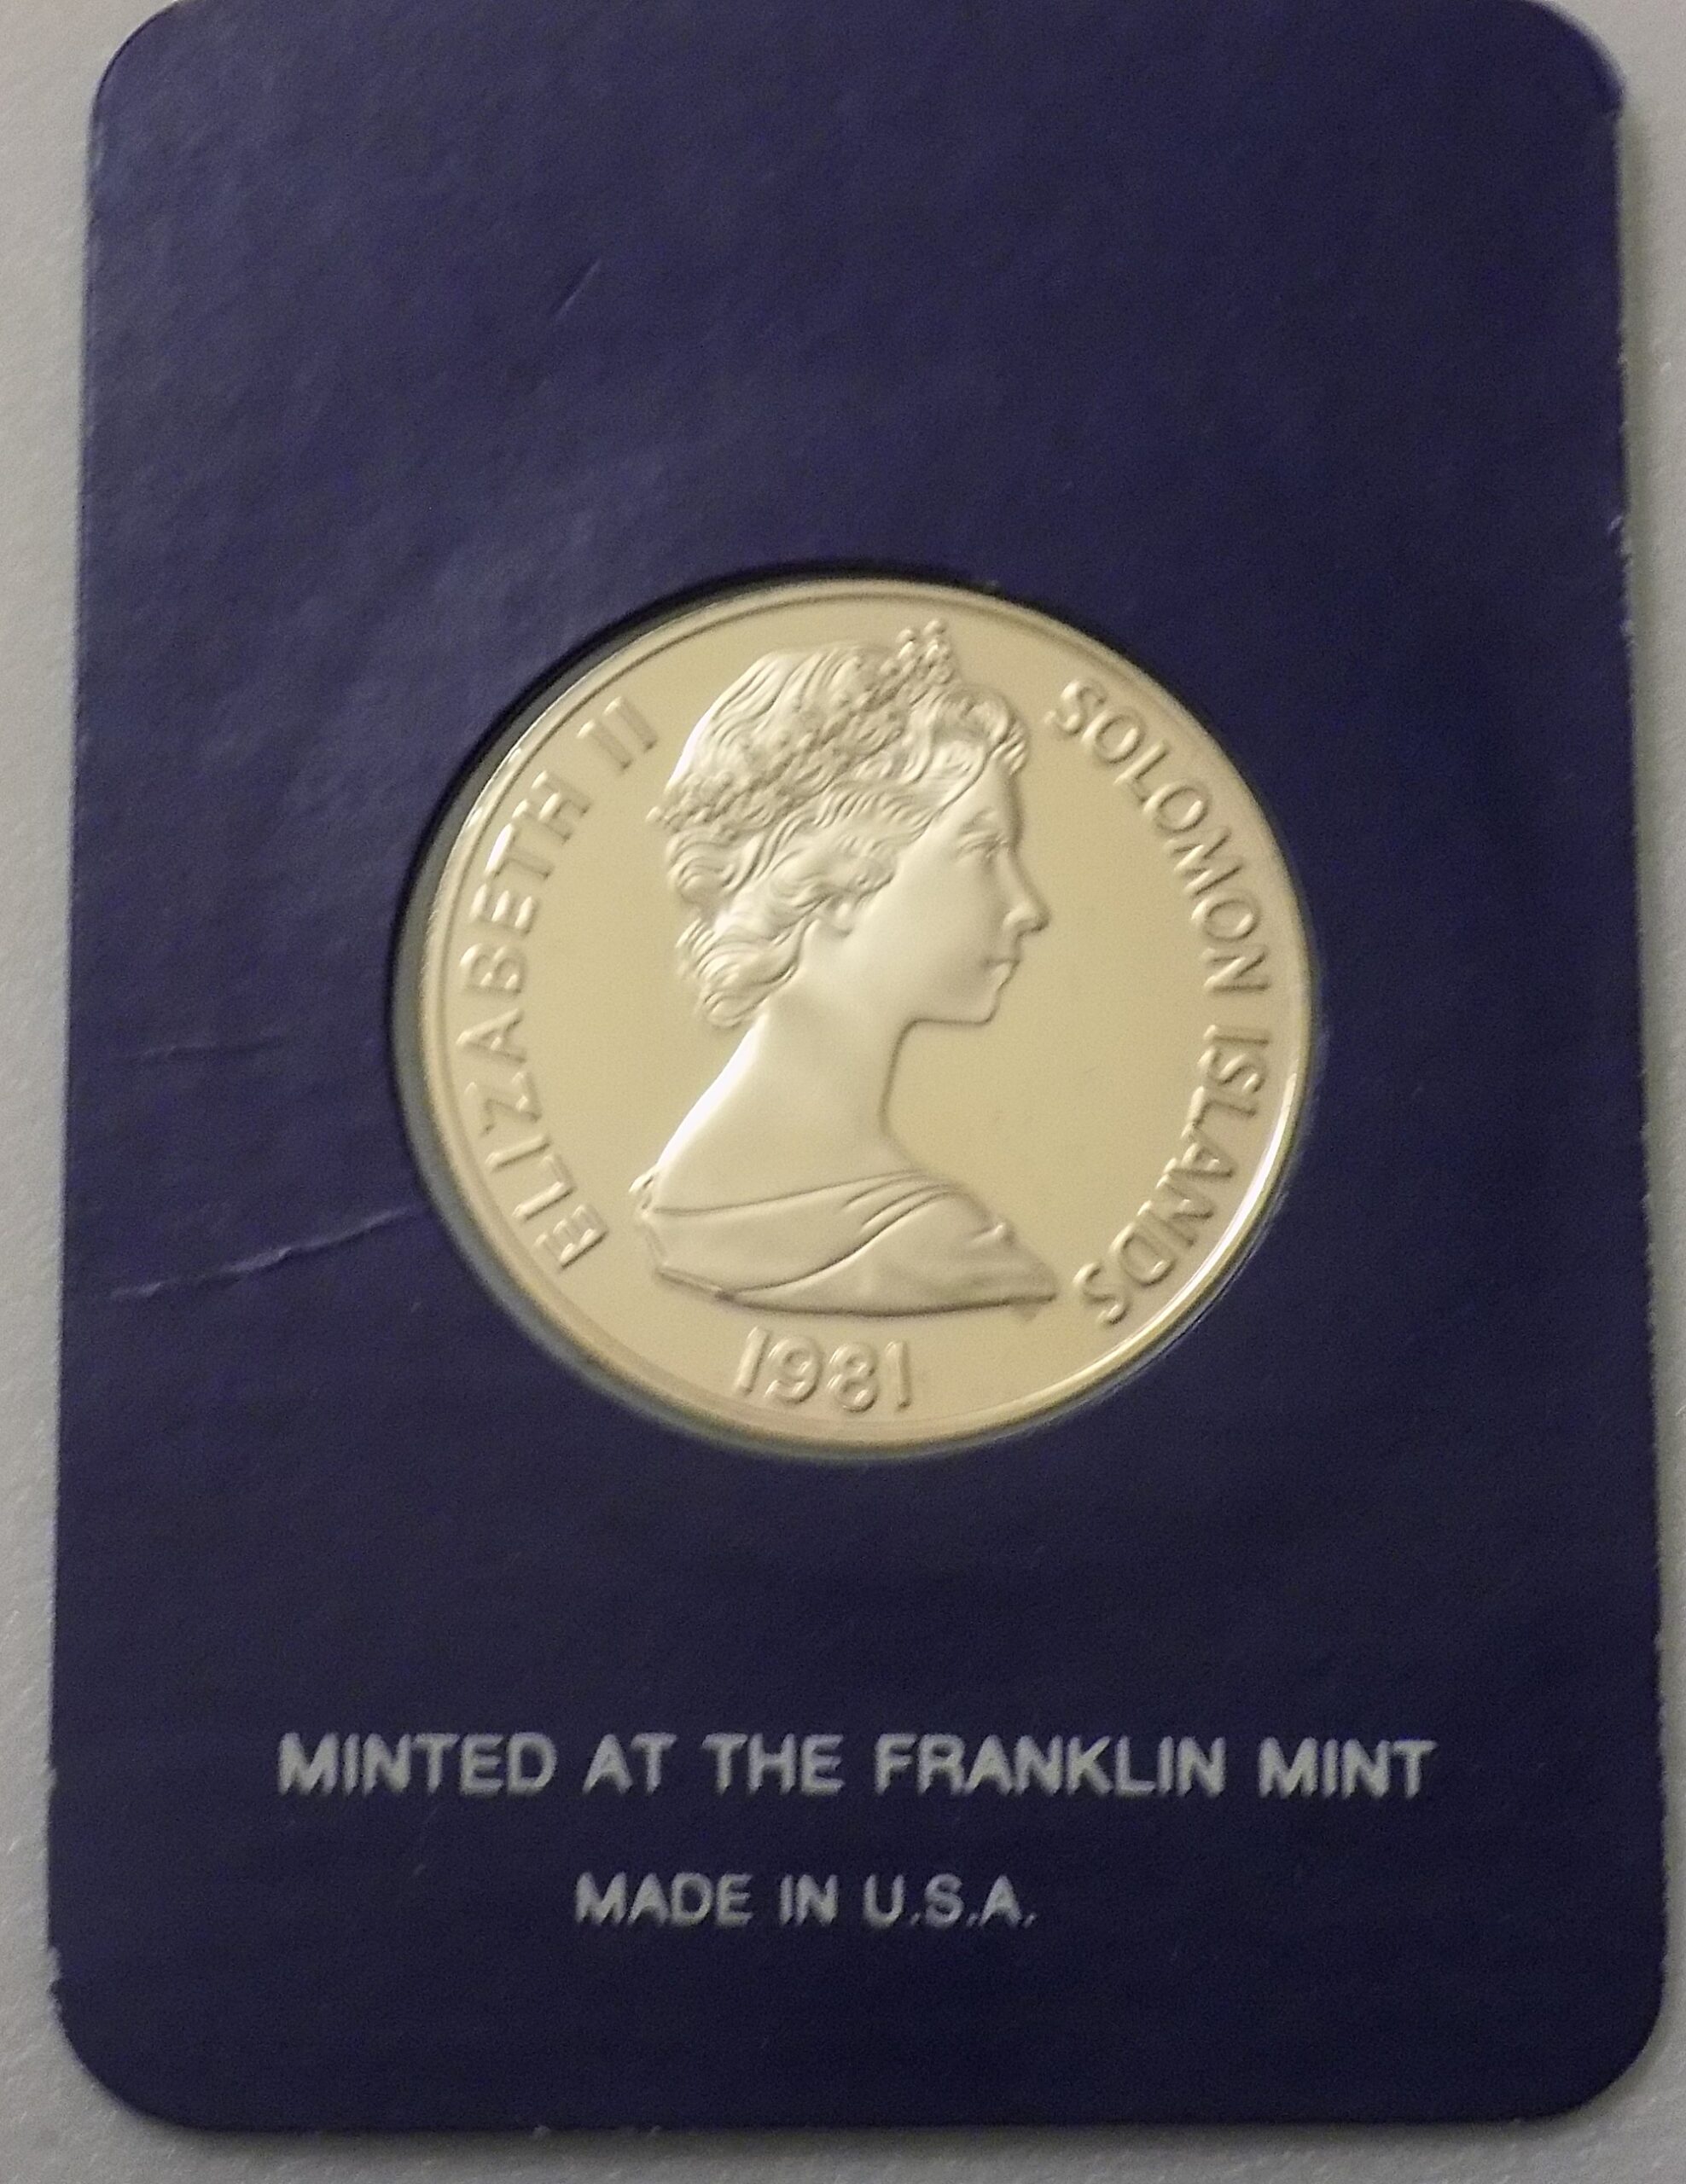 ELIZABETH II
SOLOMON ISLANDS
1981
MINTED AT THE FRANKLIN MINT
MADE IN U.S.A.